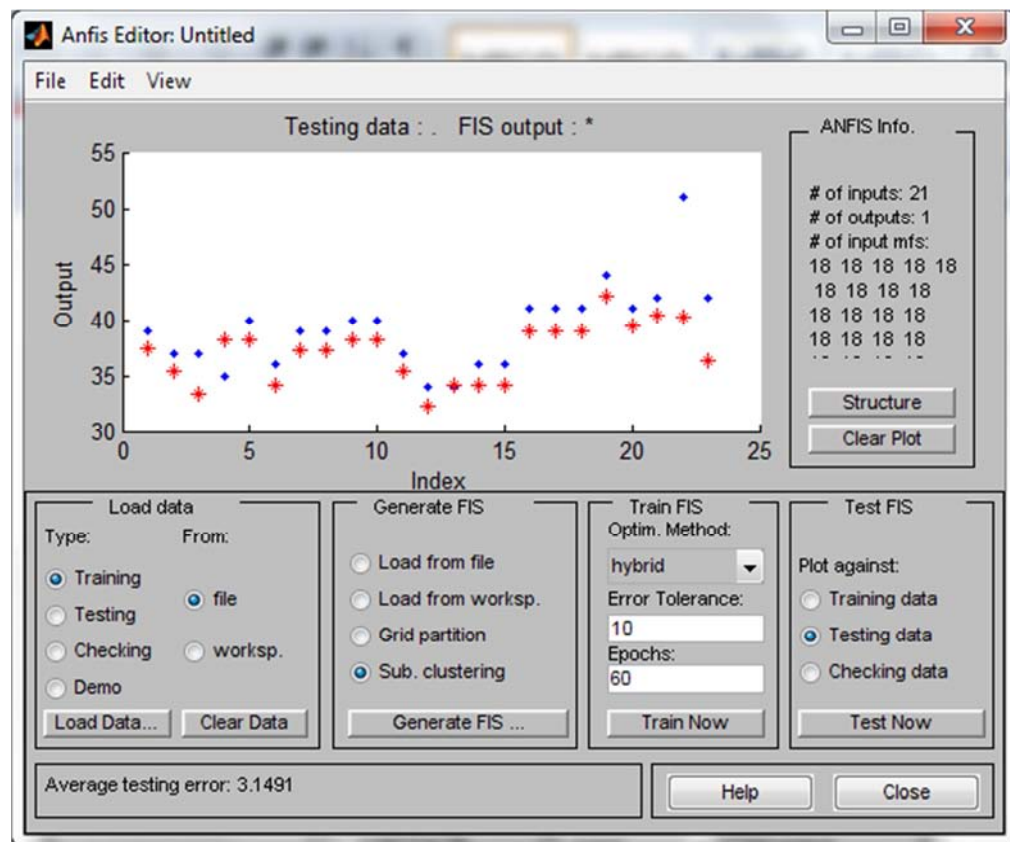 Anfis Editor: Untitled
File Edit View
Testing data : . FIS output : *
55
50
45
40
35
30
Output
0 5 10 15 20 25
Index
ANFIS Info.
# of inputs: 21
# of outputs: 1
# of input mfs:
18 18 18 18 18
18 18 18 18
18 18 18 18
18 18 18 18
Structure
Clear Plot
Load data
Type: From:
Training
Testing
Checking
Demo
file
worksp.
Load Data... Clear Data
Generate FIS
Load from file
Load from worksp.
Grid partition
Sub. clustering
Generate FIS ...
Train FIS
Optim. Method:
hybrid
Error Tolerance:
10
Epochs:
60
Train Now
Test FIS
Plot against:
Training data
Testing data
Checking data
Test Now
Average testing error: 3.1491
Help Close